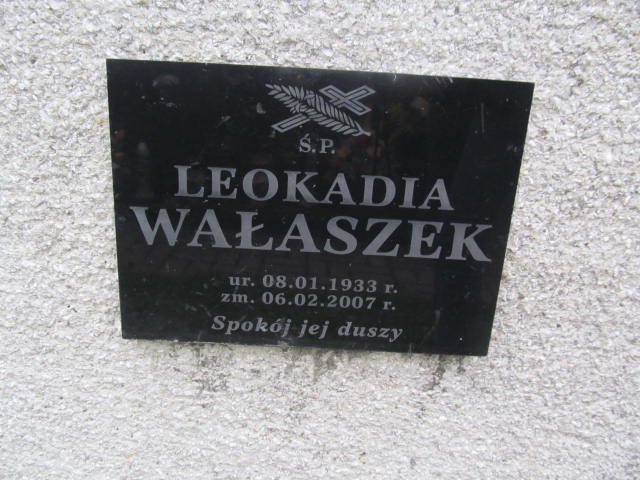 Ś.P.
LEOKADIA
WAŁASZEK
ur. 08.01.1933 r.
zm. 06.02.2007 r.
Spokój jej duszy